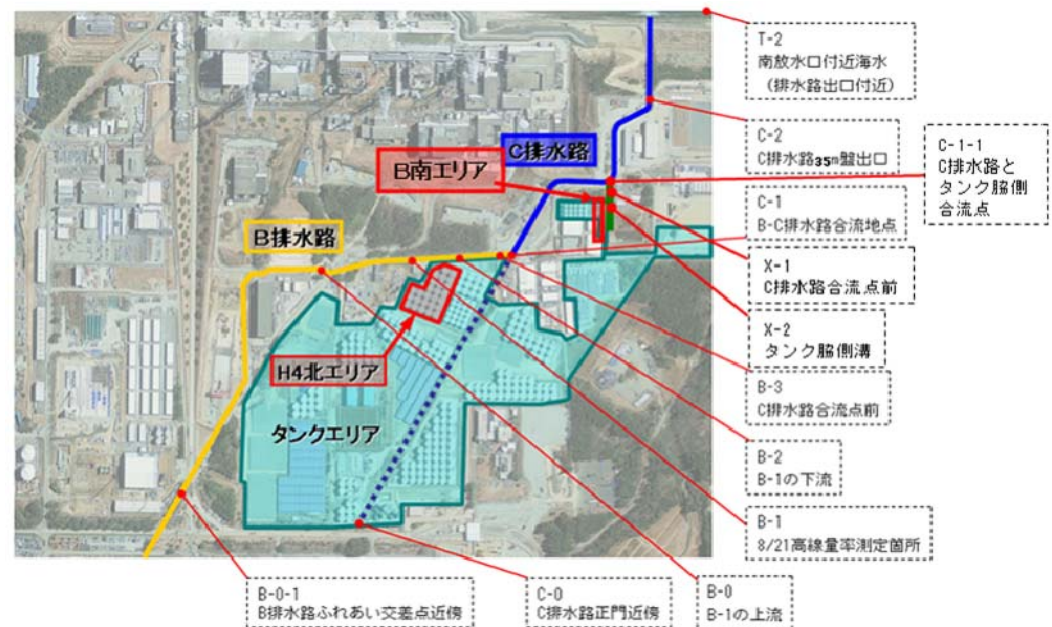 T-2
南放水口付近海水
（排水路出口付近）
C-2
C排水路35m盤出口
C-1-1
C排水路と
タンク脇側
合流点
C-1
B-C排水路合流地点
X-1
C排水路合流点前
X-2
タンク脇側溝
B-3
C排水路合流点前
B-2
B-1の下流
B-1
8/21高線量率測定箇所
B-0
B-1の上流
C-0
C排水路正門近傍
B-0-1
B排水路ふれあい交差点近傍
C排水路
B南エリア
B排水路
H4北エリア
タンクエリア